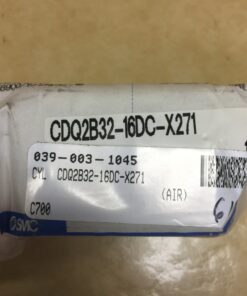 CDQ2B32-16DC-X271
039-003-1045
CYL CDQ2B32-16DC-X271
(AIR)
C700
SMC